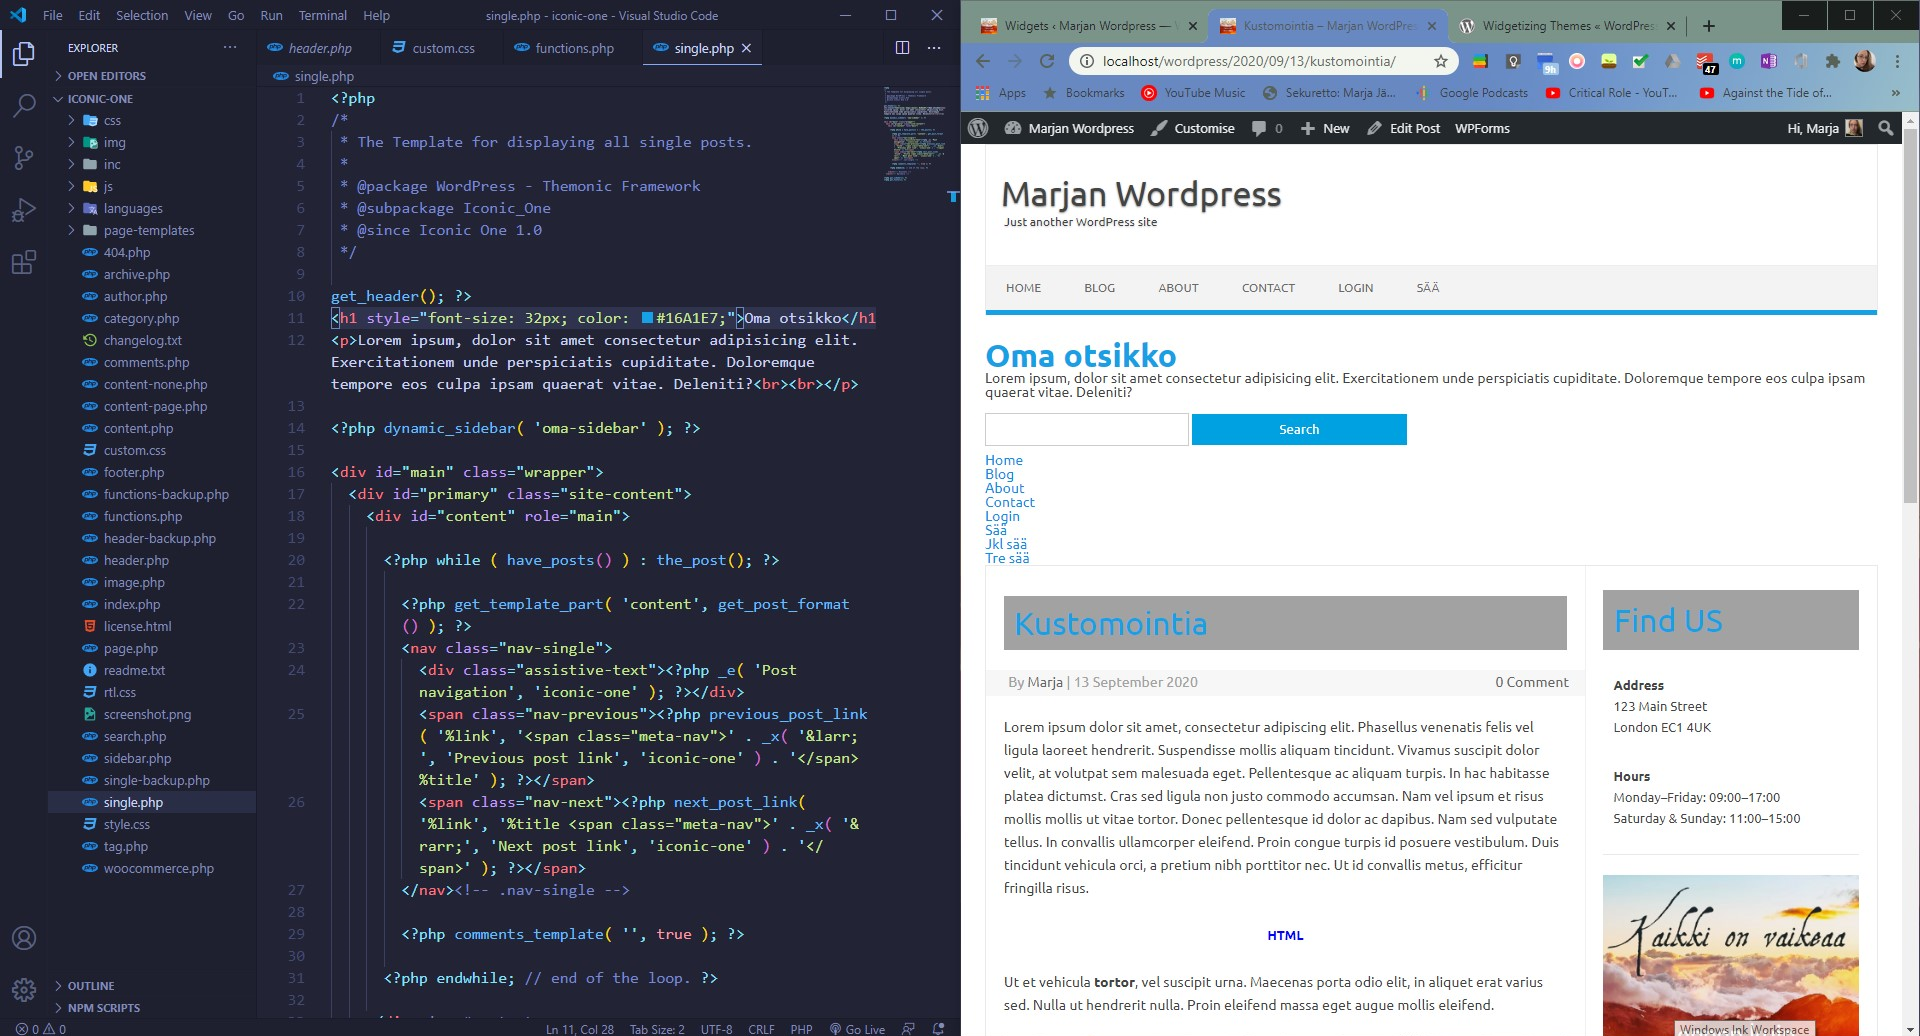 File Edit Selection View Go Run Terminal Help
single.php - iconic-one - Visual Studio Code
EXPLORER
OPEN EDITORS
ICONIC-ONE
css
img
inc
js
languages
page-templates
404.php
archive.php
author.php
category.php
changelog.txt
comments.php
content-none.php
content-page.php
content.php
custom.css
footer.php
functions-backup.php
functions.php
header-backup.php
header.php
image.php
index.php
license.html
page.php
readme.txt
rtl.css
screenshot.png
search.php
sidebar.php
single-backup.php
single.php
style.css
tag.php
woocommerce.php
OUTLINE
NPM SCRIPTS
header.php custom.css functions.php single.php
single.php
1 <?php
2 /*
3 * The Template for displaying all single posts.
4 *
5 * @package WordPress - Themonic Framework
6 * @subpackage Iconic_One
7 * @since Iconic One 1.0
8 */
9
10 get_header(); ?>
11 <h1 style="font-size: 32px; color: #16A1E7;">Oma otsikko</h1
12 <p>Lorem ipsum, dolor sit amet consectetur adipisicing elit.
Exercitationem unde perspiciatis cupiditate. Doloremque
tempore eos culpa ipsam quaerat vitae. Deleniti?<br><br></p>
13
14 <?php dynamic_sidebar( 'oma-sidebar' ); ?>
15
16 <div id="main" class="wrapper">
17 <div id="primary" class="site-content">
18 <div id="content" role="main">
19
20 <?php while ( have_posts() ) : the_post(); ?>
21
22 <?php get_template_part( 'content', get_post_format
() ); ?>
23 <nav class="nav-single">
24 <div class="assistive-text"><?php _e( 'Post
navigation', 'iconic-one' ); ?></div>
25 <span class="nav-previous"><?php previous_post_link
( '%link', '<span class="meta-nav">' . _x( '&larr;
', 'Previous post link', 'iconic-one' ) . '</span>
%title' ); ?></span>
26 <span class="nav-next"><?php next_post_link(
'%link', '%title <span class="meta-nav">' . _x( '&
rarr;', 'Next post link', 'iconic-one' ) . '</
span>' ); ?></span>
27 </nav><!-- .nav-single -->
28
29 <?php comments_template( '', true ); ?>
30
31 <?php endwhile; // end of the loop. ?>
32
0 0 Ln 11, Col 28 Tab Size: 2 UTF-8 CRLF PHP Go Live
Widgets ‹ Marjan Wordpress — Kustomointia – Marjan WordPre Widgetizing Themes « WordPress
localhost/wordpress/2020/09/13/kustomointia/
9h 47
Apps Bookmarks YouTube Music Sekuretto: Marja Jä... Google Podcasts Critical Role - YouT... Against the Tide of... »
Marjan Wordpress Customise 0 New Edit Post WPForms Hi, Marja
Marjan Wordpress
Just another WordPress site
HOME BLOG ABOUT CONTACT LOGIN SÄÄ
Oma otsikko
Lorem ipsum, dolor sit amet consectetur adipisicing elit. Exercitationem unde perspiciatis cupiditate. Doloremque tempore eos culpa ipsam
quaerat vitae. Deleniti?
Search
Home
Blog
About
Contact
Login
Sää
Jkl sää
Tre sää
Kustomointia
By Marja | 13 September 2020 0 Comment
Lorem ipsum dolor sit amet, consectetur adipiscing elit. Phasellus venenatis felis vel
ligula laoreet hendrerit. Suspendisse mollis aliquam tincidunt. Vivamus suscipit dolor
velit, at volutpat sem malesuada eget. Pellentesque ac aliquam turpis. In hac habitasse
platea dictumst. Cras sed ligula non justo commodo accumsan. Nam vel ipsum et risus
mollis mollis ut vitae tortor. Donec pellentesque id dolor ac dapibus. Nam sed vulputate
tellus. In convallis ullamcorper eleifend. Proin congue turpis id posuere vestibulum. Duis
tincidunt vehicula orci, a pretium nibh porttitor nec. Ut id convallis metus, efficitur
fringilla risus.
HTML
Ut et vehicula tortor, vel suscipit urna. Maecenas porta odio elit, in aliquet erat varius
sed. Nulla ut hendrerit nulla. Proin eleifend massa eget augue mollis eleifend.
Find US
Address
123 Main Street
London EC1 4UK
Hours
Monday–Friday: 09:00–17:00
Saturday & Sunday: 11:00–15:00
Kaikki on vaikeaa
Windows Ink Workspace